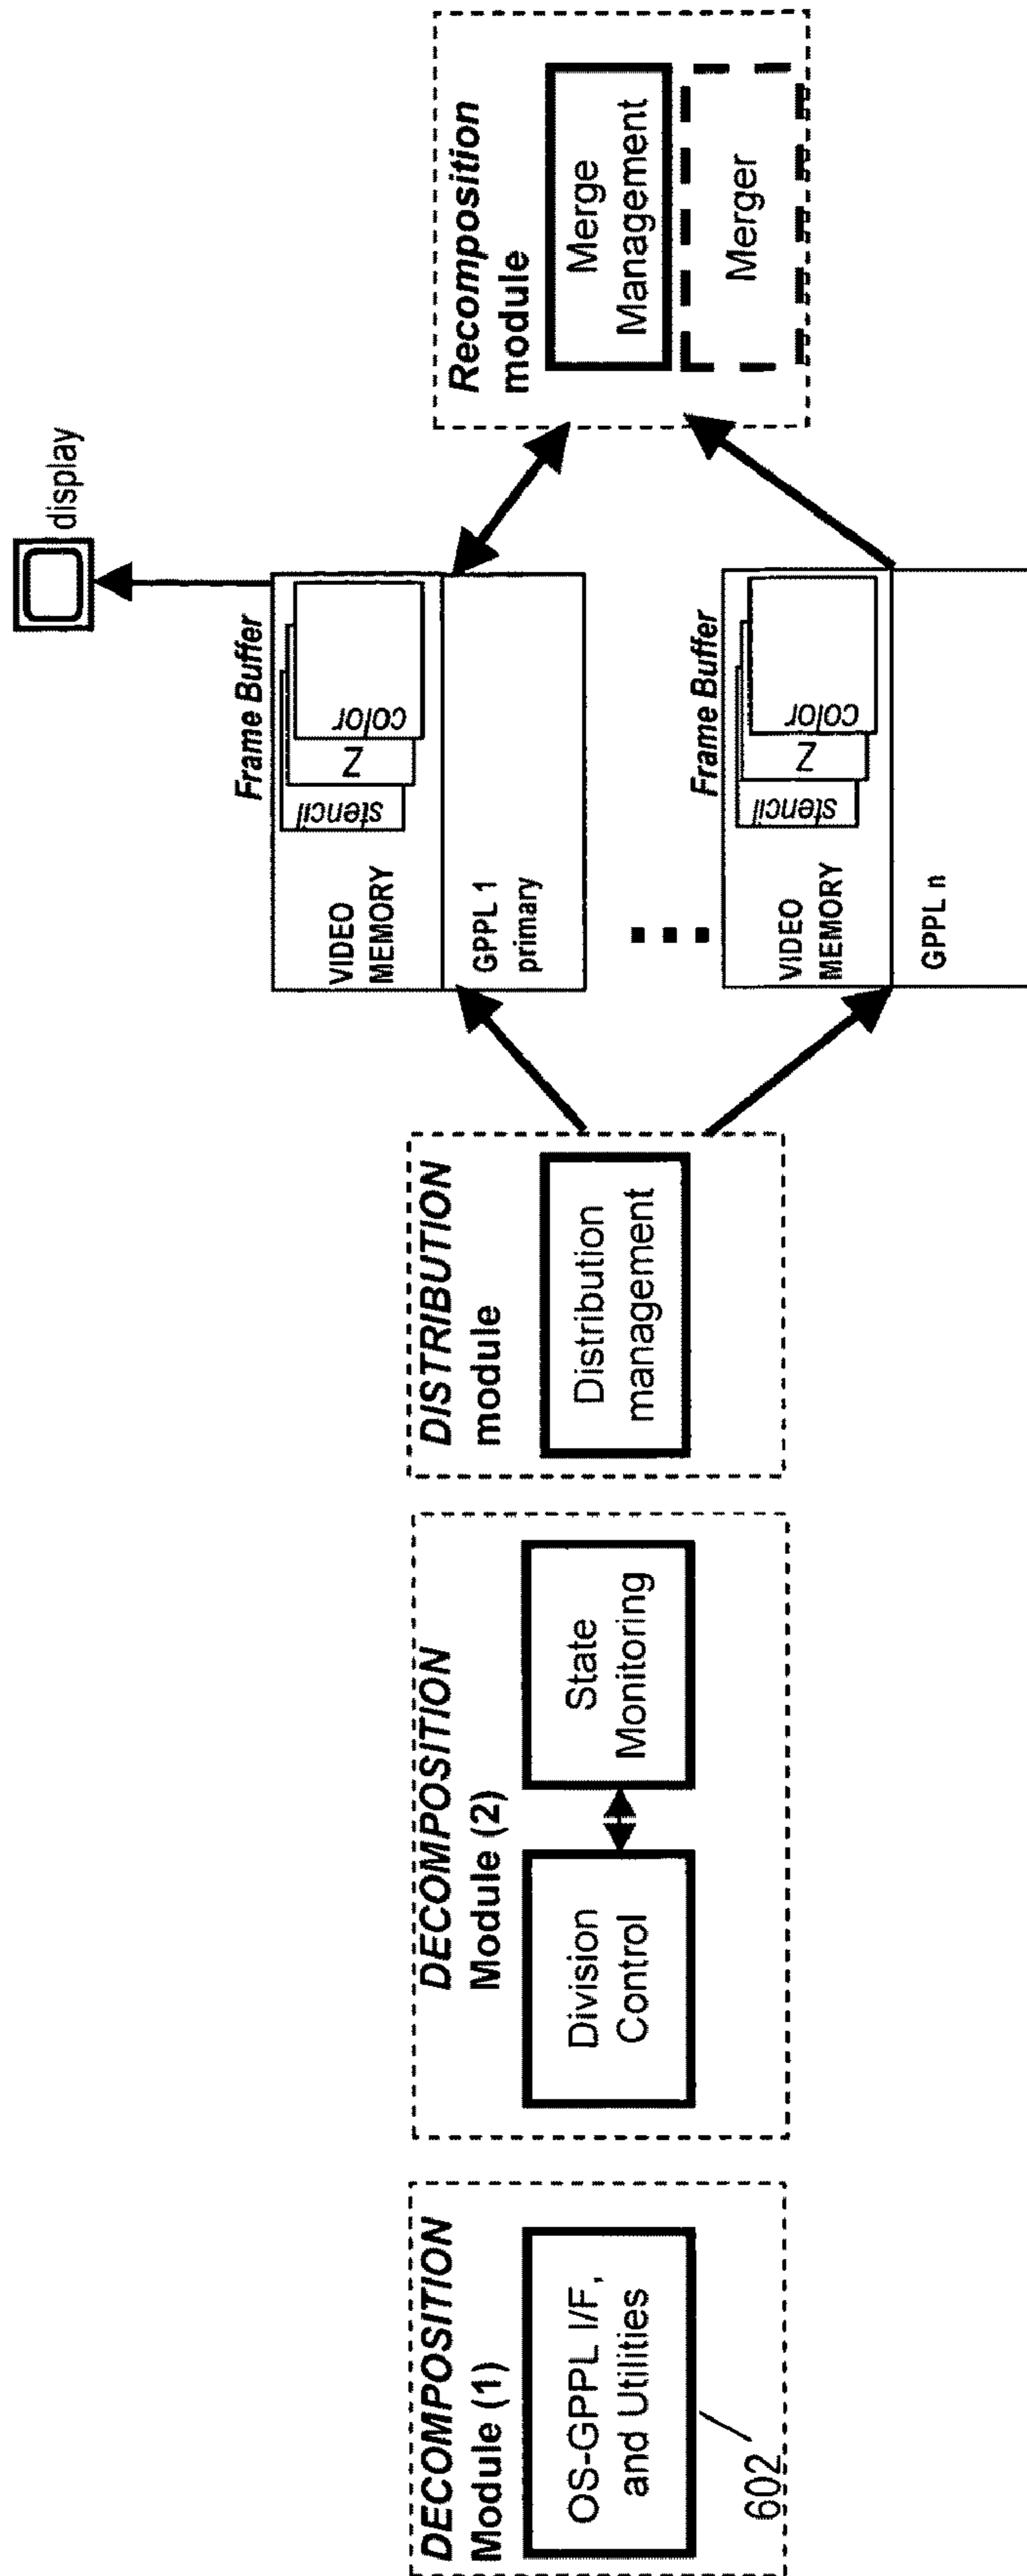 DECOMPOSITION
Module (1)
OS-GPPL I/F,
and Utilities
602
DECOMPOSITION
Module (2)
Division
Control
State
Monitoring
DISTRIBUTION
module
Distribution
management
display
Frame Buffer
stencil
Z
color
VIDEO
MEMORY
GPPL 1
primary
Frame Buffer
stencil
Z
color
VIDEO
MEMORY
GPPL n
Recomposition
module
Merge
Management
Merger